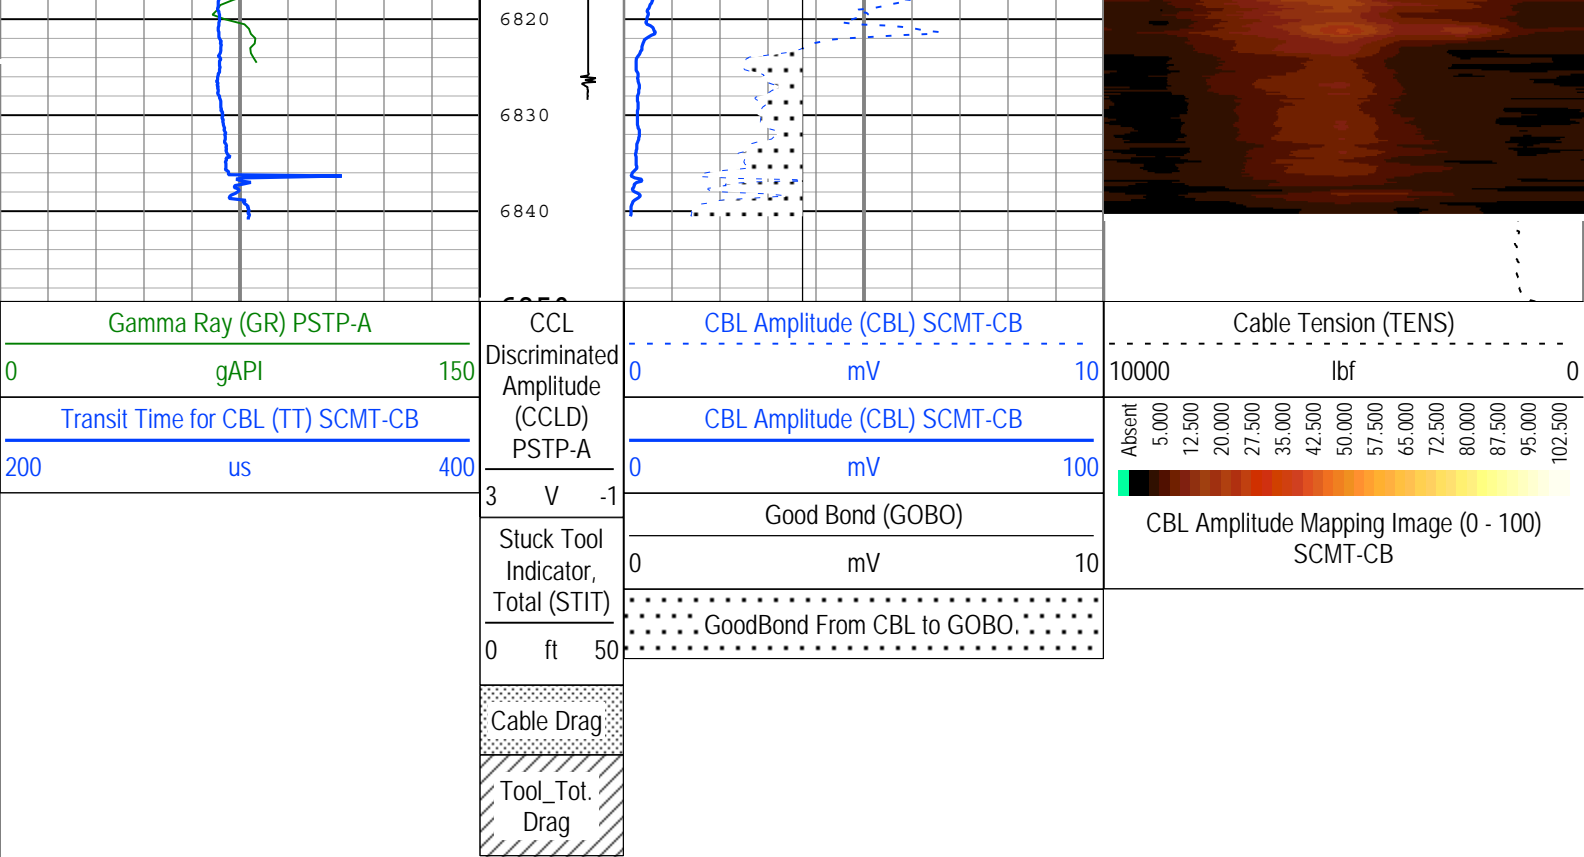 6820
6830
6840
6850
Gamma Ray (GR) PSTP-A
0 gAPI 150
Transit Time for CBL (TT) SCMT-CB
200 us 400
CCL
Discriminated
Amplitude
(CCLD)
PSTP-A
3 V -1
Stuck Tool
Indicator,
Total (STIT)
0 ft 50
Cable Drag
Tool_Tot.
Drag
CBL Amplitude (CBL) SCMT-CB
0 mV 10
CBL Amplitude (CBL) SCMT-CB
0 mV 100
Good Bond (GOBO)
0 mV 10
GoodBond From CBL to GOBO
Cable Tension (TENS)
10000 lbf 0
Absent 5.000 12.500 20.000 27.500 35.000 42.500 50.000 57.500 65.000 72.500 80.000 87.500 95.000 102.500
CBL Amplitude Mapping Image (0 - 100)
SCMT-CB